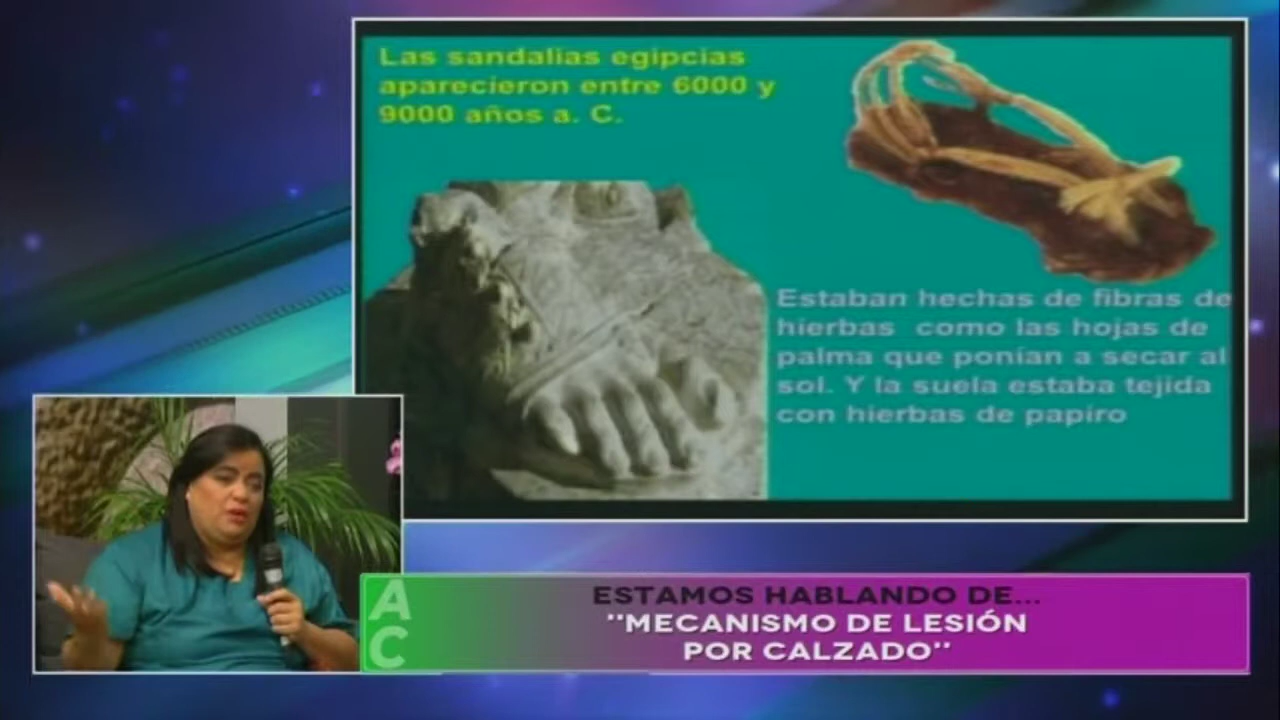 Las sandalias egipcias
aparecieron entre 6000 y
9000 años a. C.
Estaban hechas de fibras de
hierbas como las hojas de
palma que ponían a secar al
sol. Y la suela estaba tejida
con hierbas de papiro
AC
ESTAMOS HABLANDO DE...
"MECANISMO DE LESIÓN
POR CALZADO"